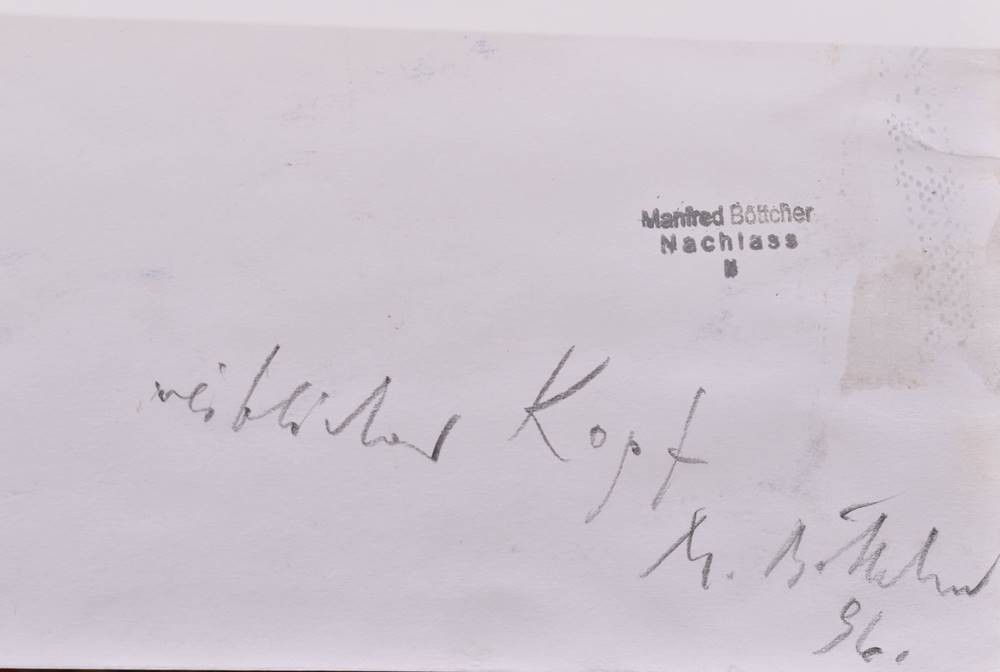 Manfred Böttcher
Nachlass
weiblicher Kopf
M. Böttcher
96.